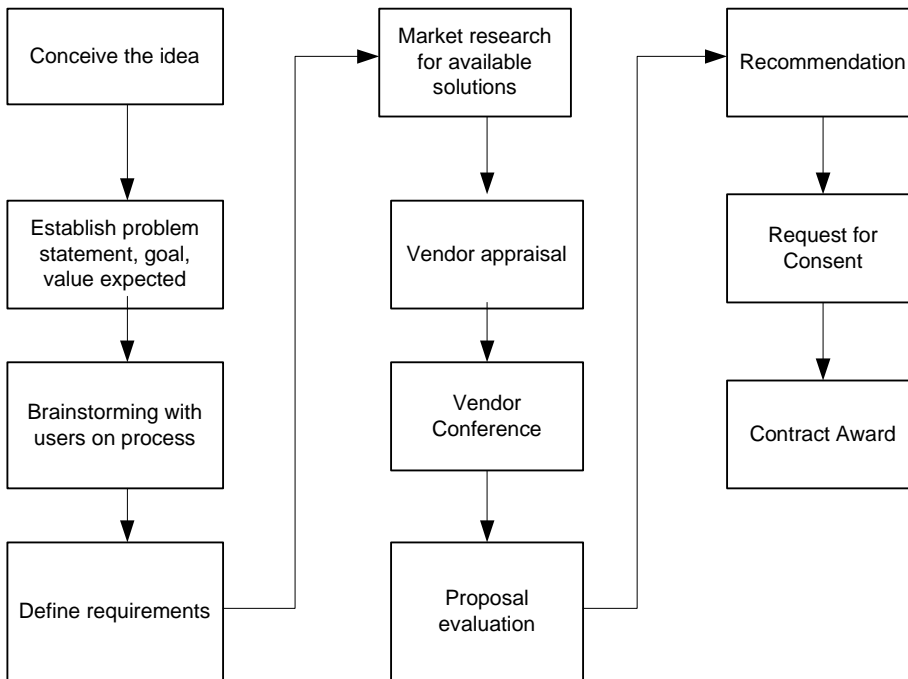 Conceive the idea
Establish problem
statement, goal,
value expected
Brainstorming with
users on process
Define requirements
Market research
for available
solutions
Vendor appraisal
Vendor
Conference
Proposal
evaluation
Recommendation
Request for
Consent
Contract Award